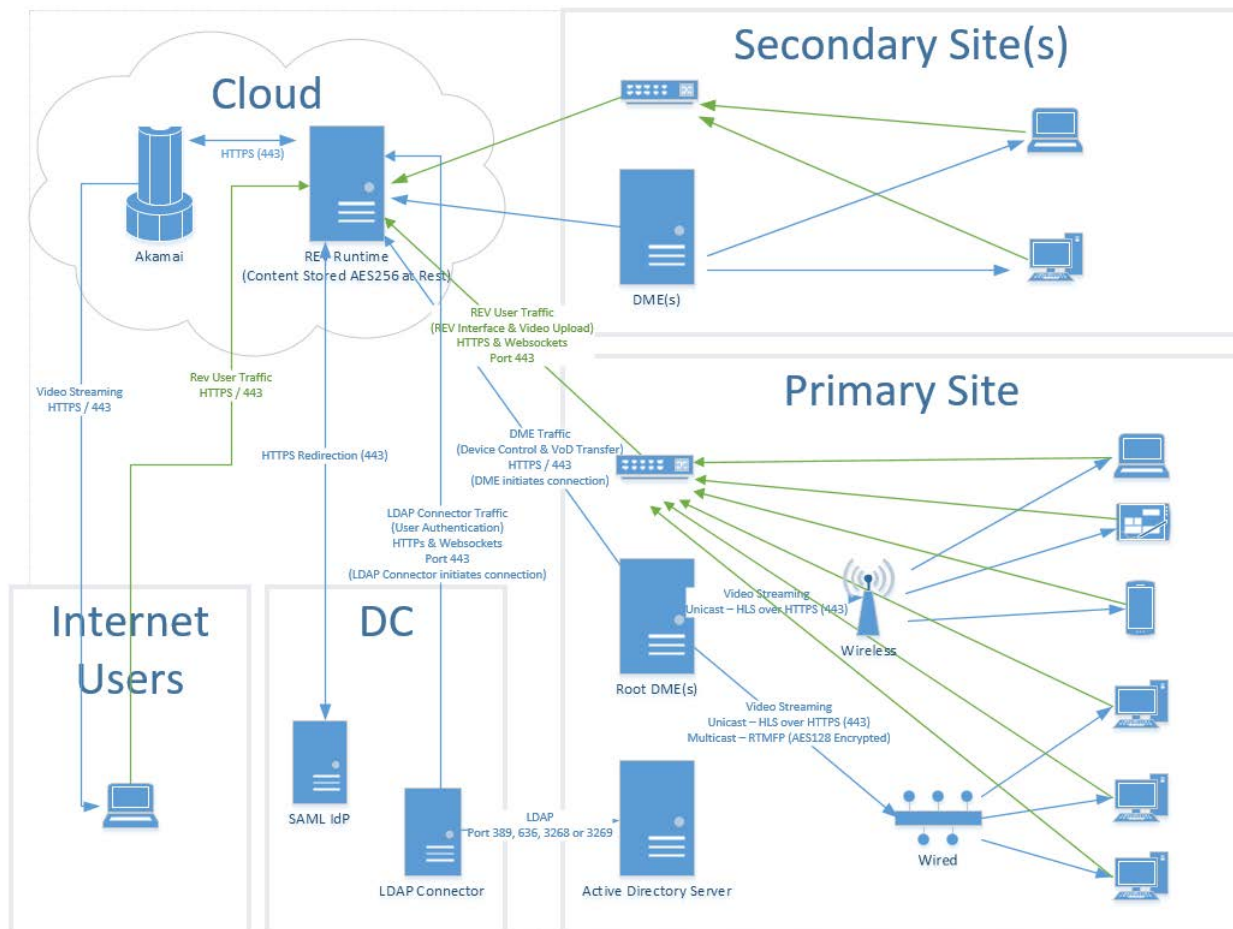 Secondary Site(s)
Cloud
HTTPS (443)
Akamai
REV Runtime
(Content Stored AES256 at Rest)
DME(s)
REV User Traffic
(REV Interface & Video Upload)
HTTPS & Websockets
Port 443
Primary Site
Video Streaming
HTTPS / 443
Rev User Traffic
HTTPS / 443
HTTPS Redirection (443)
DME Traffic
(Device Control & VoD Transfer)
HTTPS / 443
(DME initiates connection)
LDAP Connector Traffic
(User Authentication)
HTTPs & Websockets
Port 443
(LDAP Connector initiates connection)
Internet
Users
DC
Video Streaming
Unicast – HLS over HTTPS (443)
Wireless
Root DME(s)
Video Streaming
Unicast – HLS over HTTPS (443)
Multicast – RTMFP (AES128 Encrypted)
SAML IdP
LDAP
Port 389, 636, 3268 or 3269
Wired
LDAP Connector
Active Directory Server